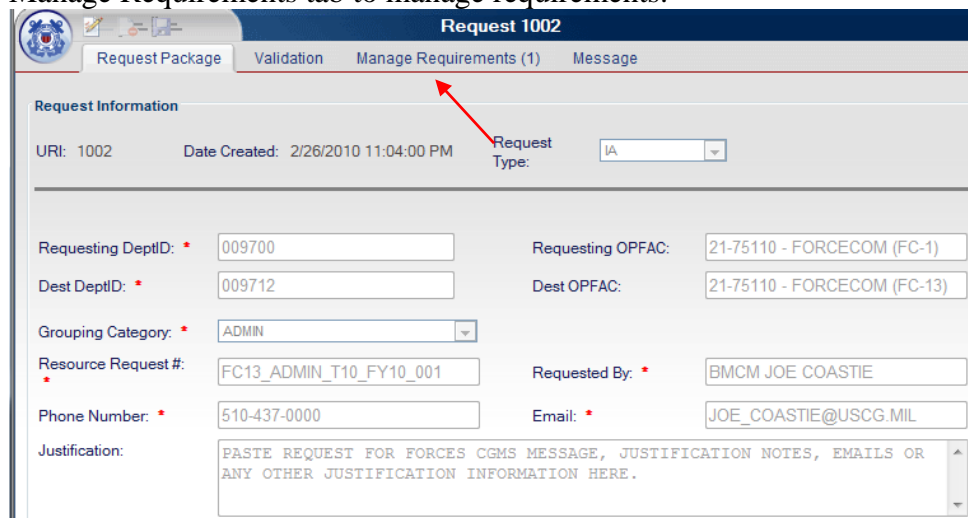 Manage Requirements tab to manage requirements.
Request 1002
Request Package Validation Manage Requirements (1) Message
Request Information
URI: 1002 Date Created: 2/26/2010 11:04:00 PM Request Type: IA
Requesting DeptID: * 009700 Requesting OPFAC: 21-75110 - FORCECOM (FC-1)
Dest DeptID: * 009712 Dest OPFAC: 21-75110 - FORCECOM (FC-13)
Grouping Category: * ADMIN
Resource Request #: * FC13_ADMIN_T10_FY10_001 Requested By: * BMCM JOE COASTIE
Phone Number: * 510-437-0000 Email: * JOE_COASTIE@USCG.MIL
Justification: PASTE REQUEST FOR FORCES CGMS MESSAGE, JUSTIFICATION NOTES, EMAILS OR
ANY OTHER JUSTIFICATION INFORMATION HERE.